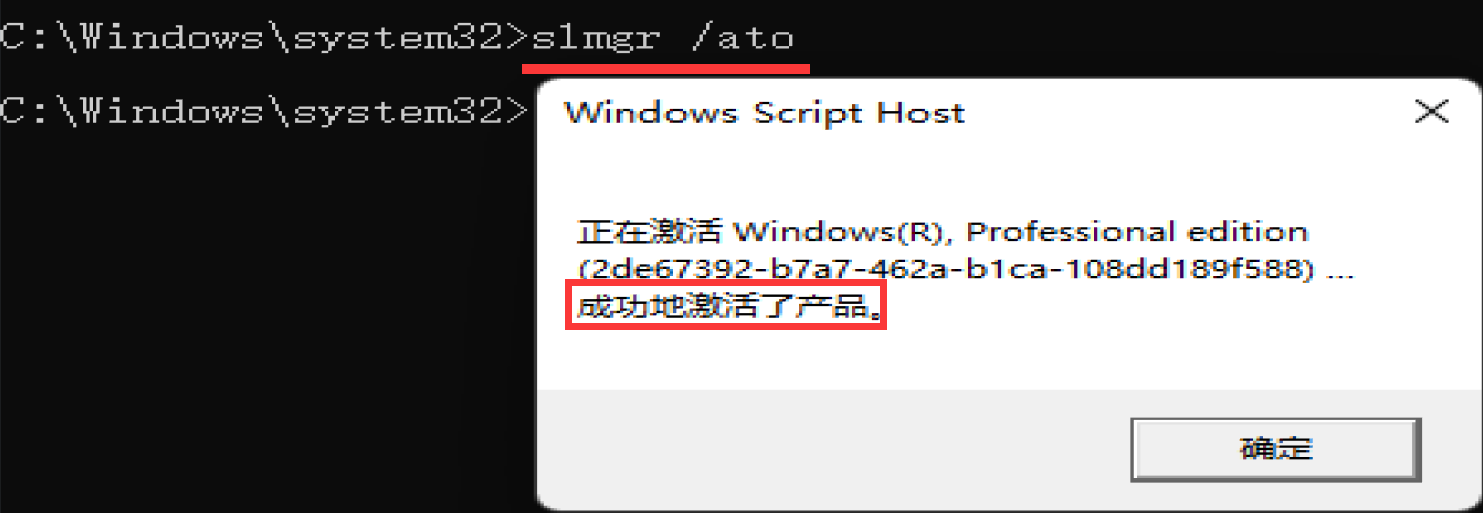 C:\Windows\system32>slmgr /ato
C:\Windows\system32>
Windows Script Host
正在激活 Windows(R), Professional edition
(2de67392-b7a7-462a-b1ca-108dd189f588) ...
成功地激活了产品。
确定